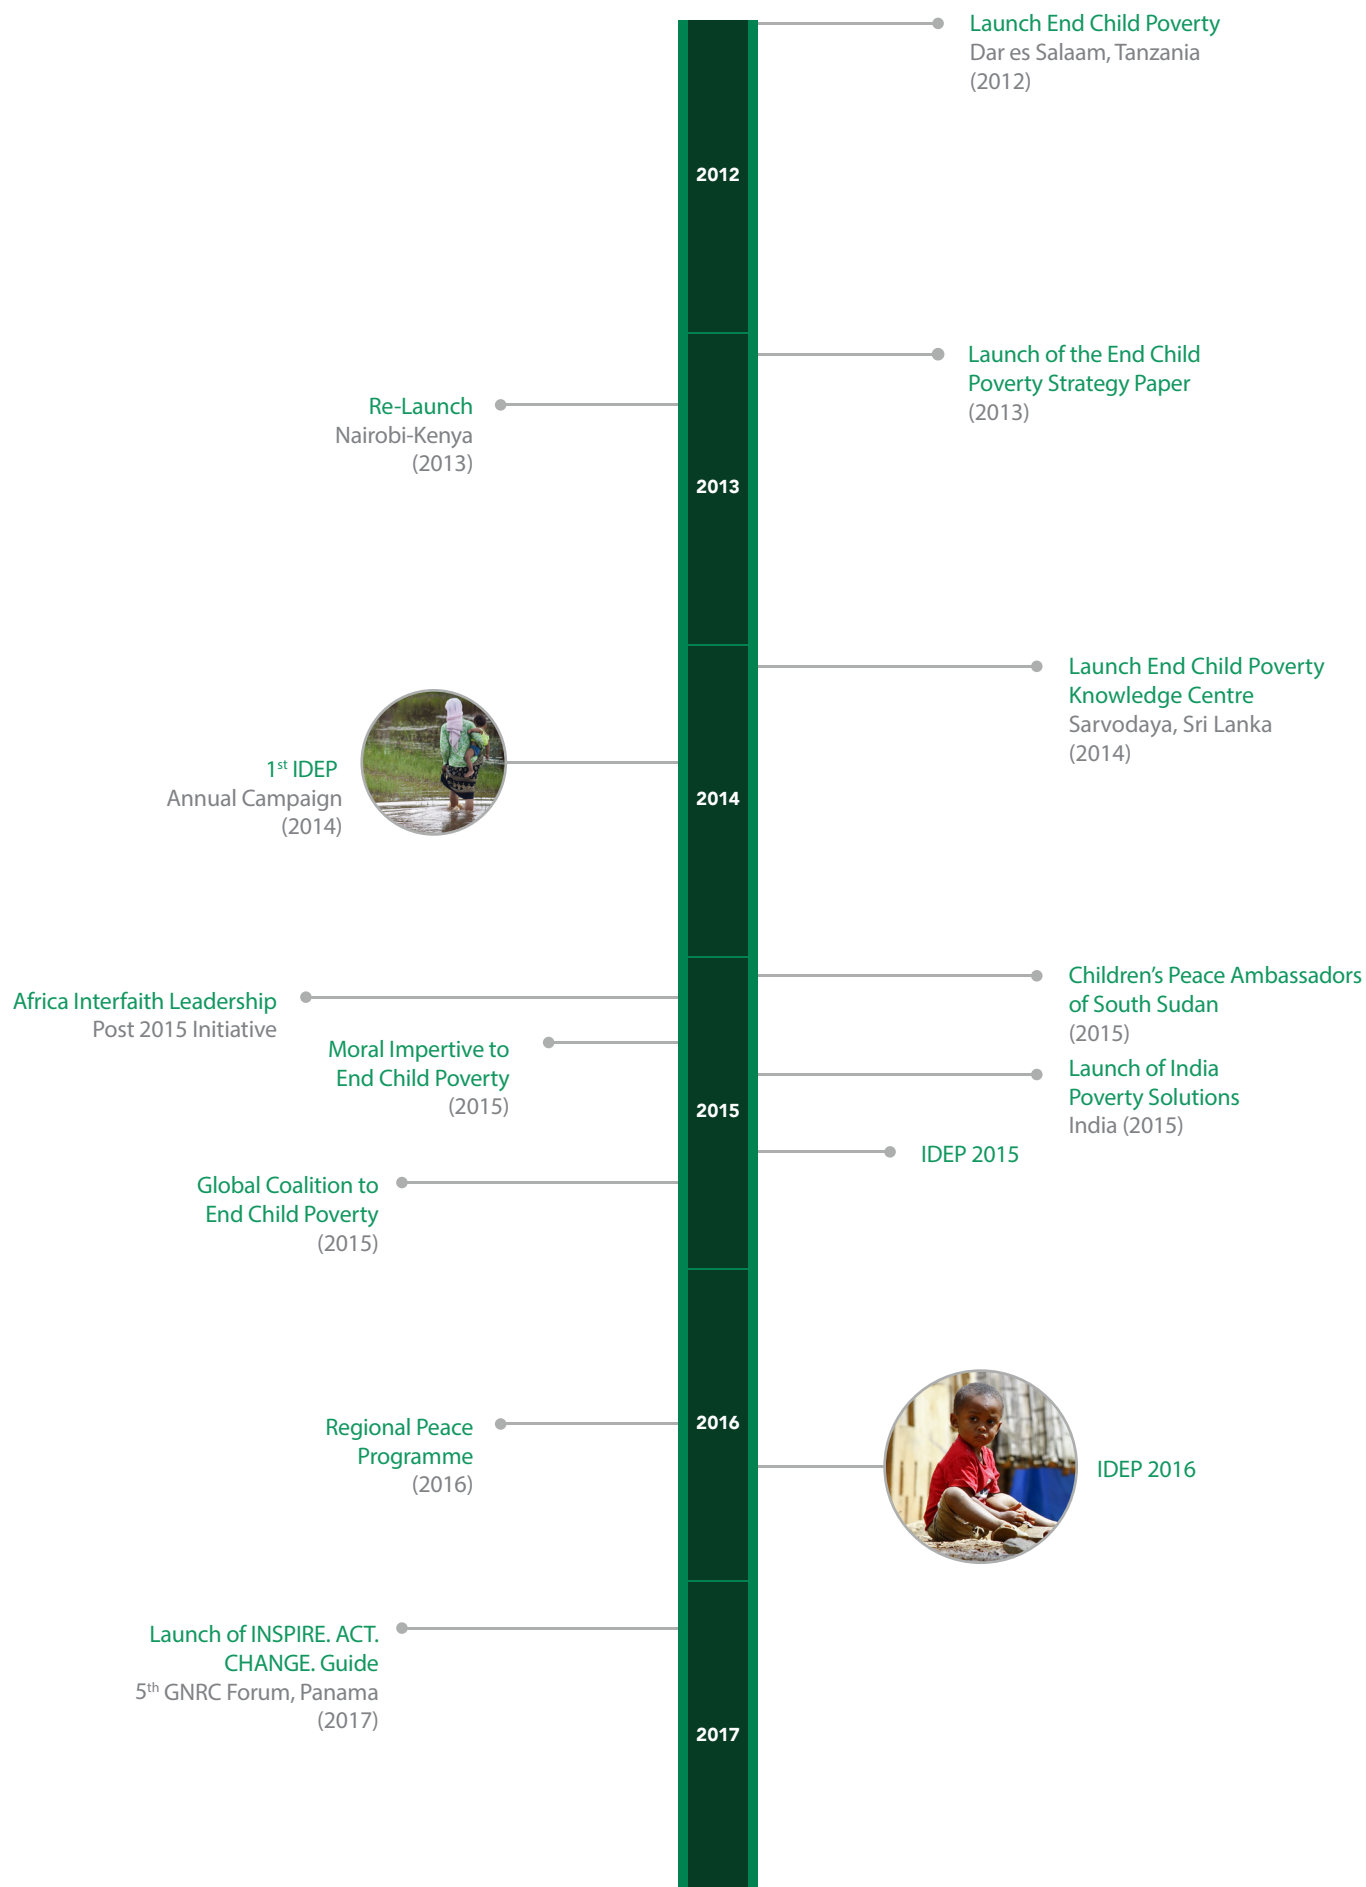 Launch End Child Poverty
Dar es Salaam, Tanzania
(2012)
2012
Launch of the End Child
Poverty Strategy Paper
(2013)
Re-Launch
Nairobi-Kenya
(2013)
2013
Launch End Child Poverty
Knowledge Centre
Sarvodaya, Sri Lanka
(2014)
1st IDEP
Annual Campaign
(2014)
2014
Children’s Peace Ambassadors
of South Sudan
(2015)
Africa Interfaith Leadership
Post 2015 Initiative
Moral Impertive to
End Child Poverty
(2015)
Launch of India
Poverty Solutions
India (2015)
2015
IDEP 2015
Global Coalition to
End Child Poverty
(2015)
Regional Peace
Programme
(2016)
2016
IDEP 2016
Launch of INSPIRE. ACT.
CHANGE. Guide
5th GNRC Forum, Panama
(2017)
2017